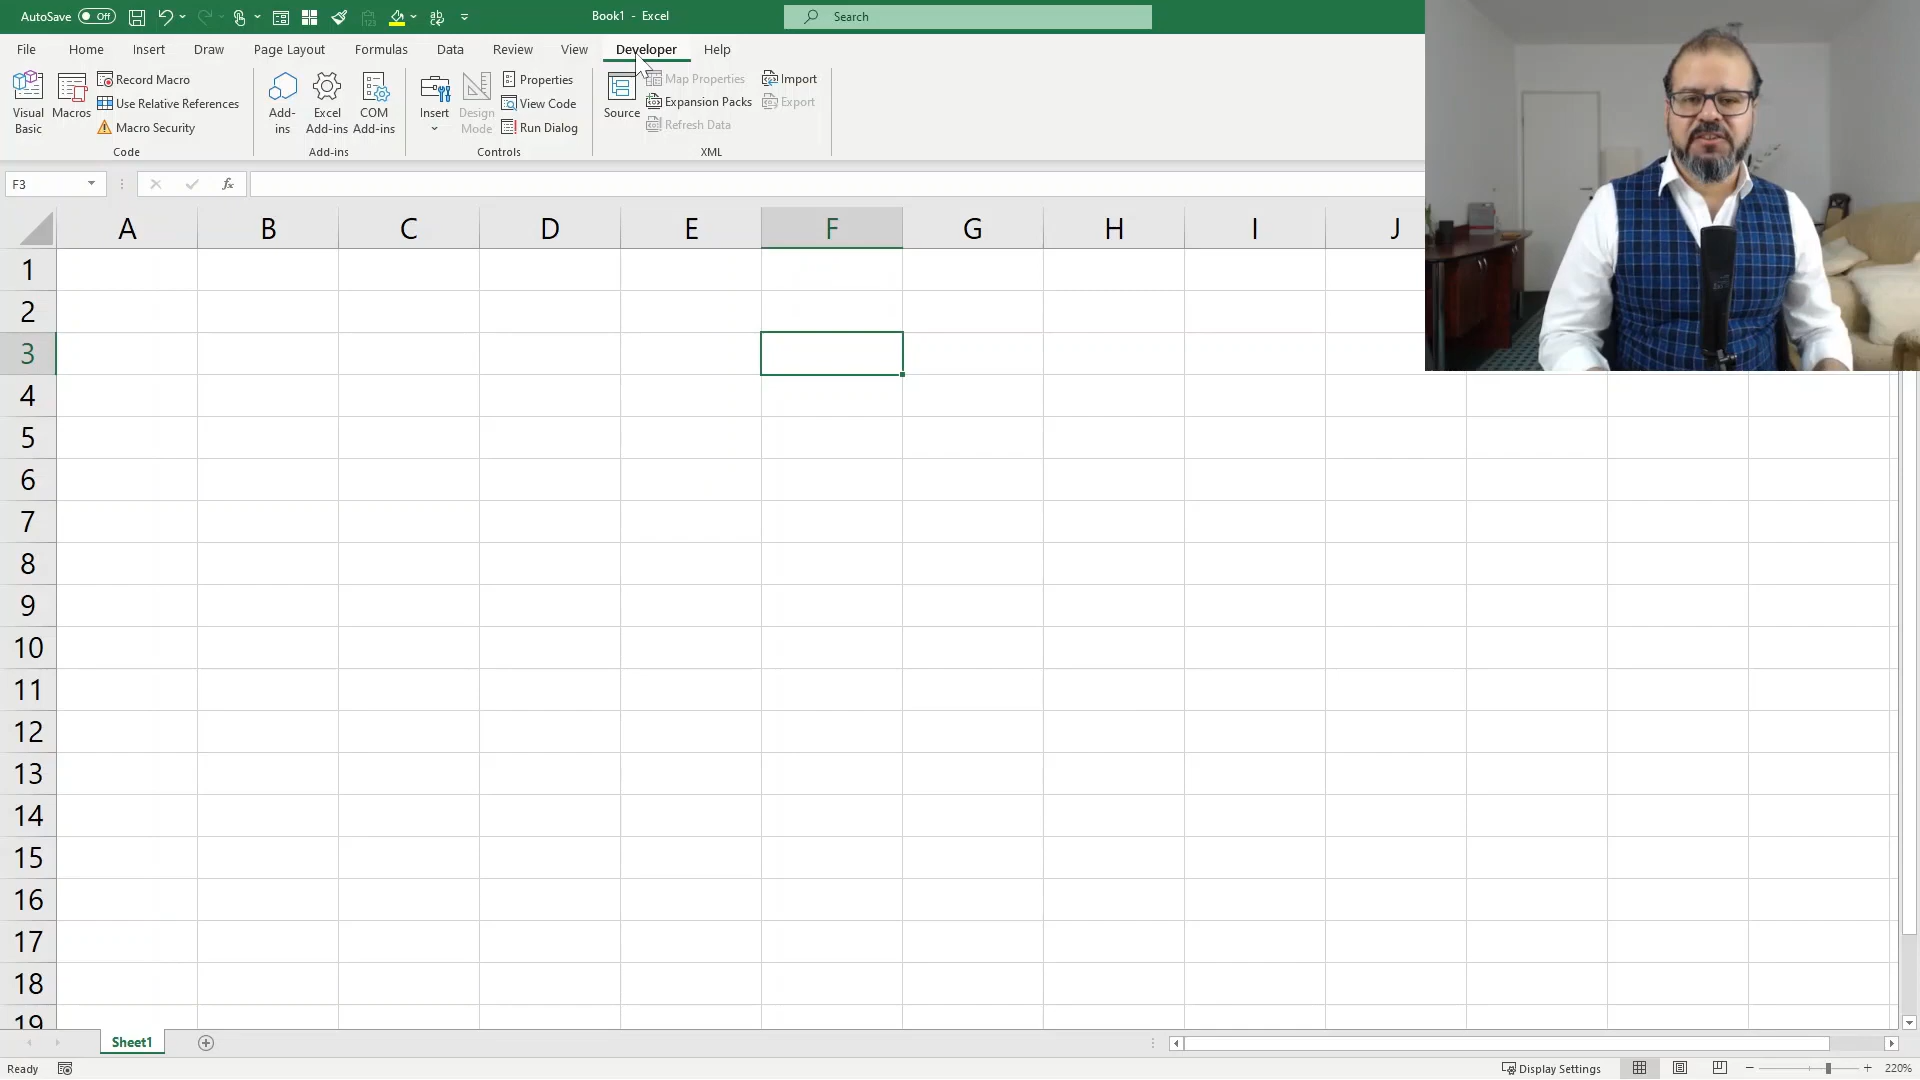 AutoSave Off Book1 - Excel Search
File Home Insert Draw Page Layout Formulas Data Review View Developer Help
Visual Basic
Macros
Record Macro
Use Relative References
Macro Security
Code
Add-ins
Excel Add-ins
COM Add-ins
Add-ins
Insert
Design Mode
Properties
View Code
Run Dialog
Controls
Source
Map Properties
Expansion Packs
Refresh Data
Import
Export
XML
F3 fx
A B C D E F G H I J
1
2
3
4
5
6
7
8
9
10
11
12
13
14
15
16
17
18
19
Sheet1
Ready Display Settings 220%